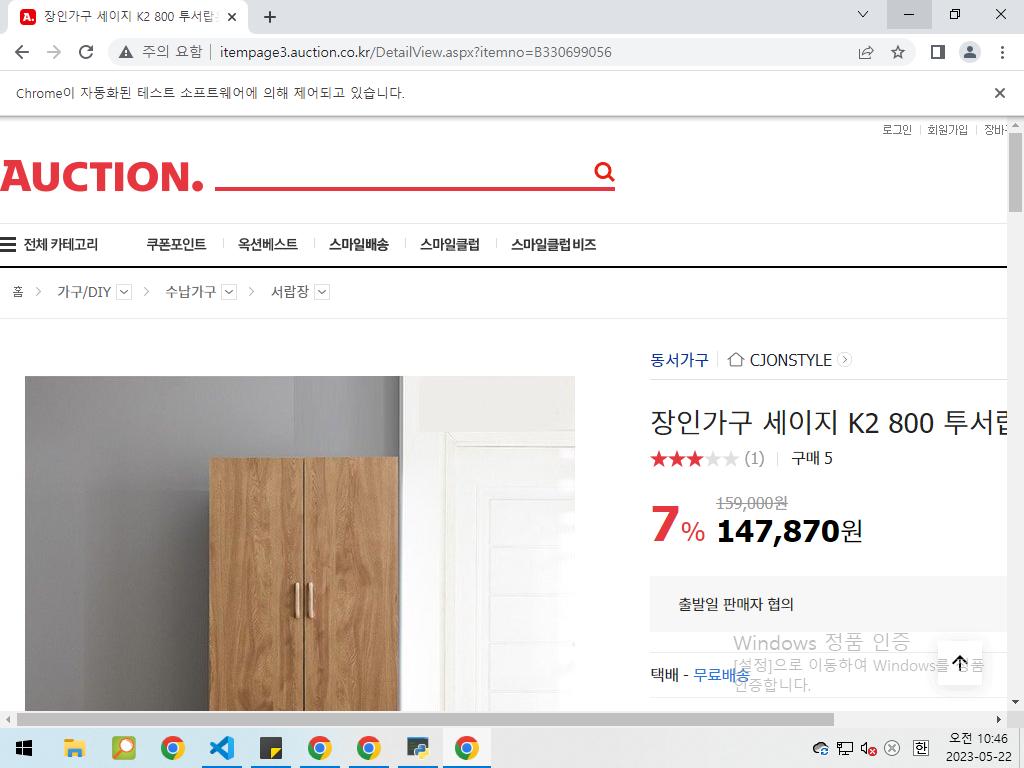 장인가구 세이지 K2 800 투서랍
주의 요함
itempage3.auction.co.kr/DetailView.aspx?itemno=B330699056
Chrome이 자동화된 테스트 소프트웨어에 의해 제어되고 있습니다.
로그인 회원가입 장바
AUCTION.
전체 카테고리 쿠폰포인트 옥션베스트 스마일배송 스마일클럽 스마일클럽 비즈
홈 가구/DIY 수납가구 서랍장
동서가구 CJONSTYLE
장인가구 세이지 K2 800 투서랍
(1) 구매 5
159,000원
7% 147,870원
출발일 판매자 협의
Windows 정품 인증
[설정]으로 이동하여 Windows를 정품
인증합니다.
택배 - 무료배송
한
오전 10:46
2023-05-22